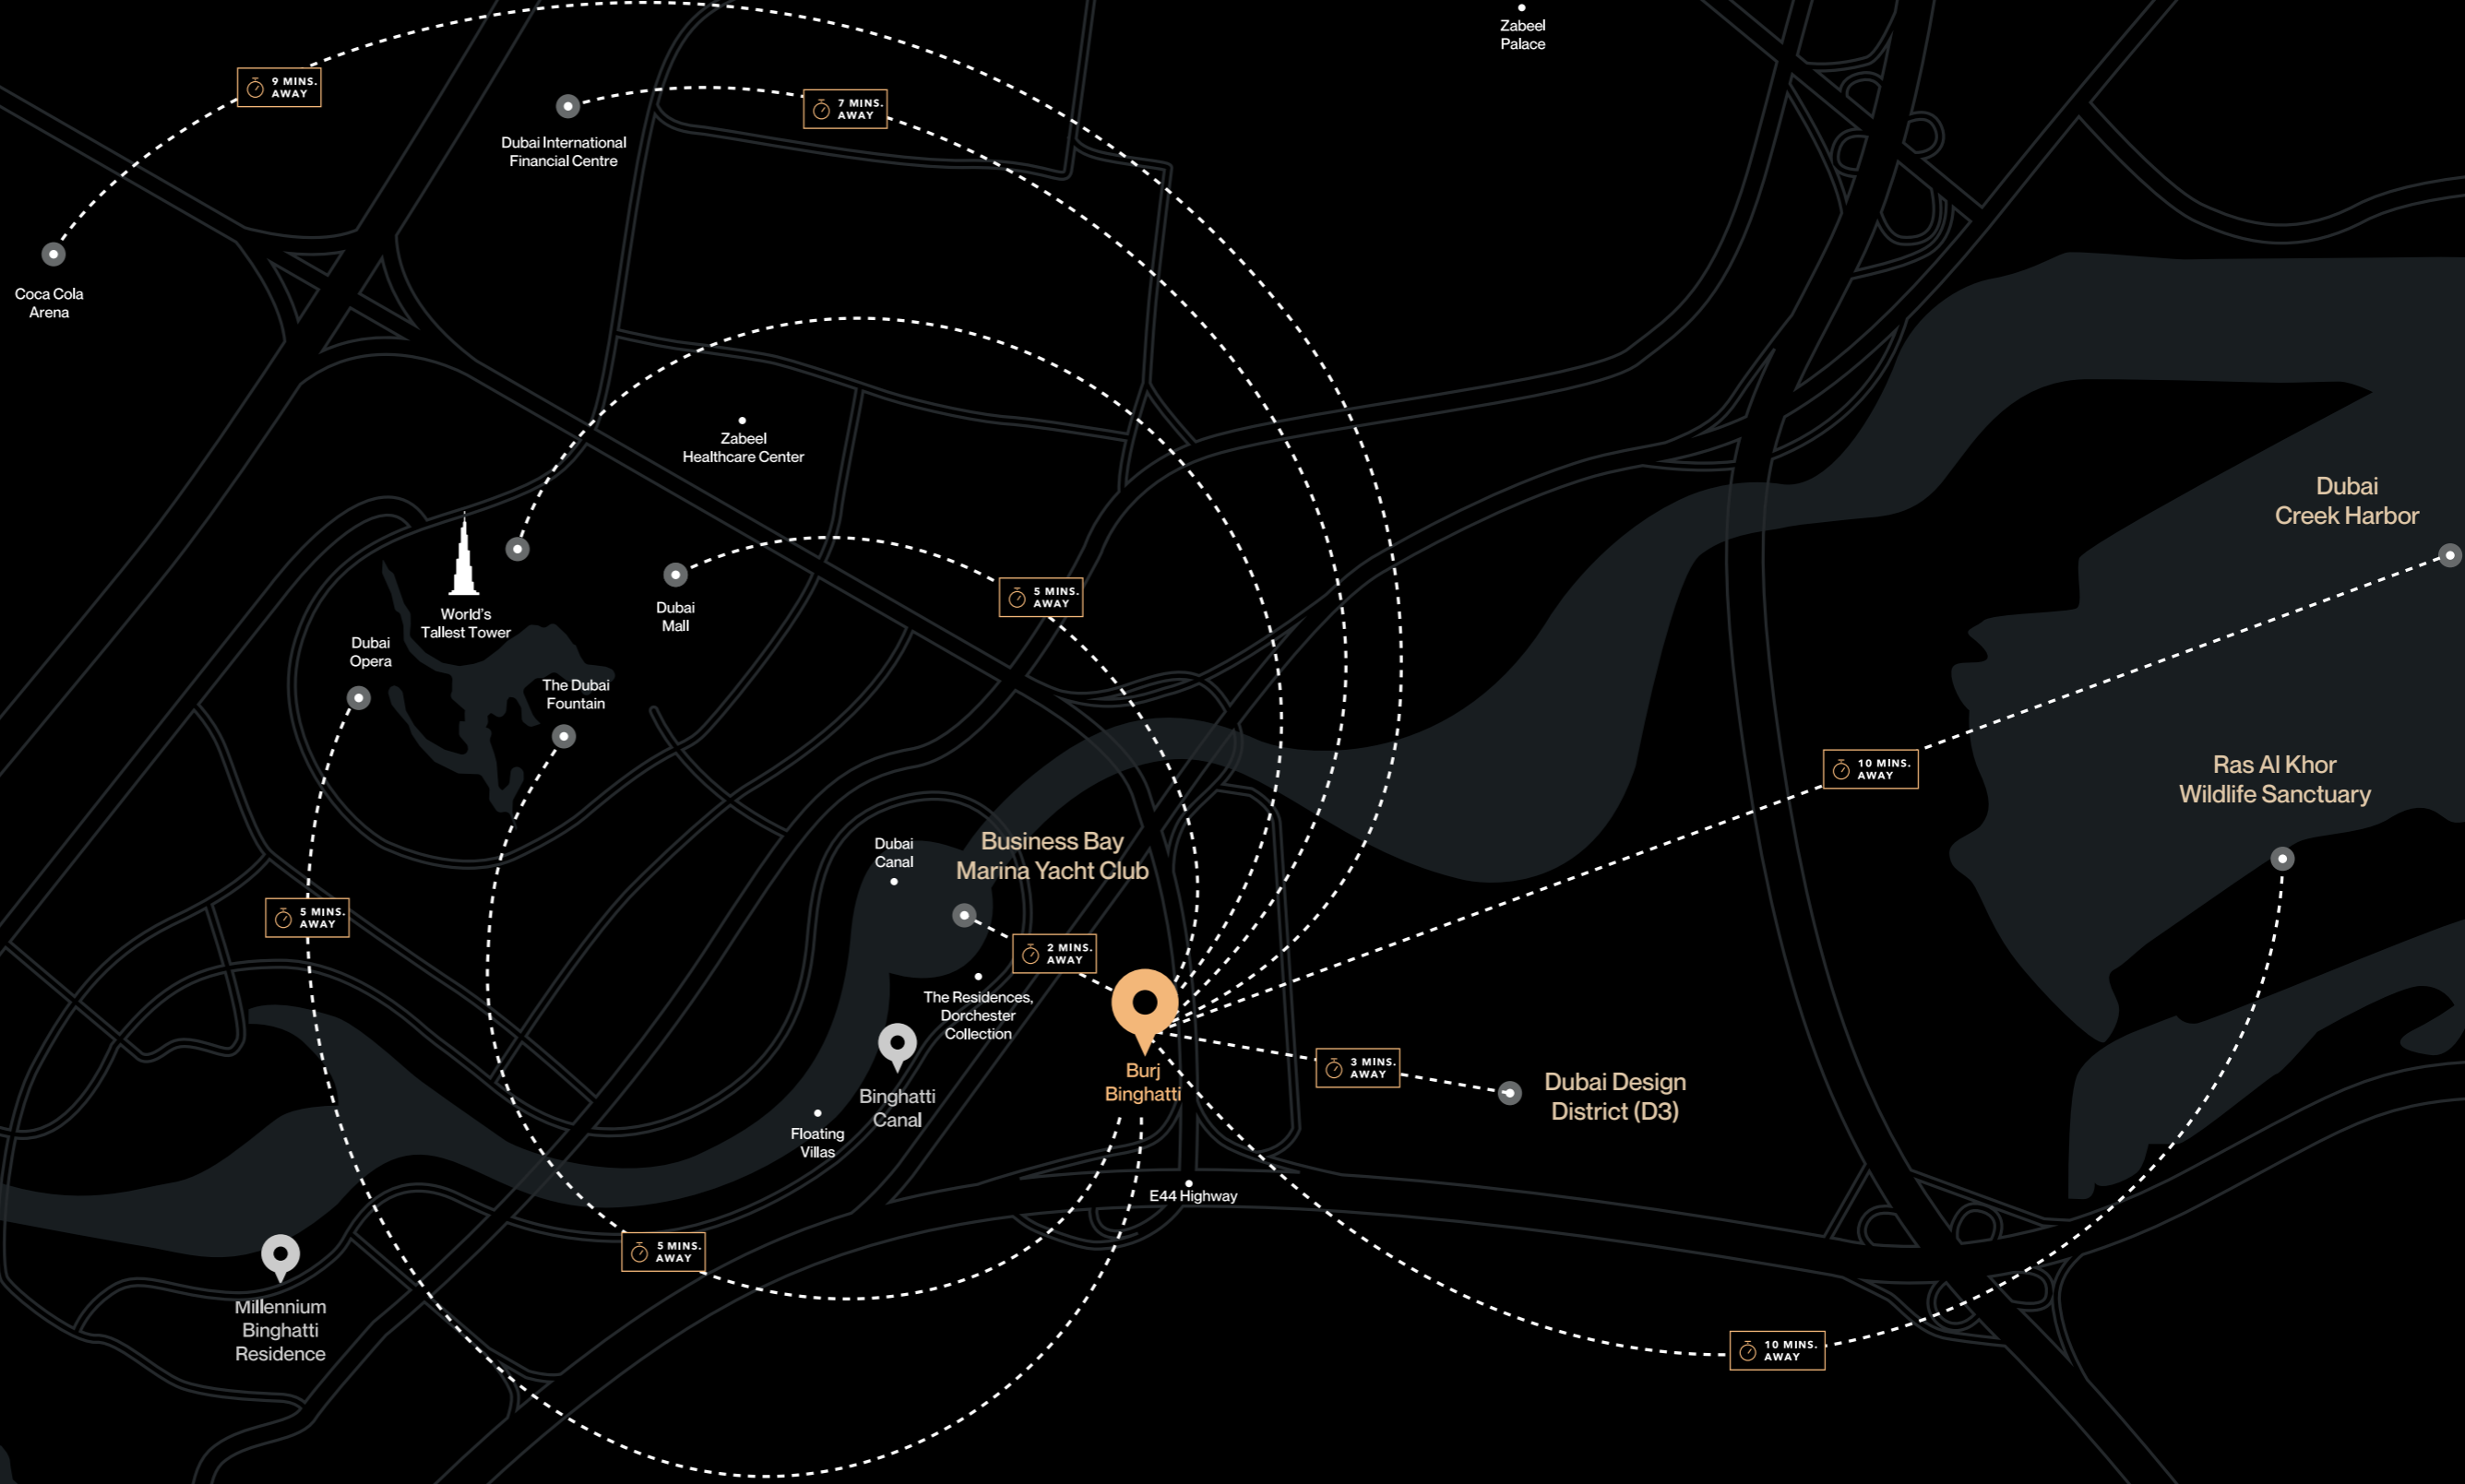 Zabeel
Palace
9 MINS.
AWAY
7 MINS.
AWAY
Dubai International
Financial Centre
Coca Cola
Arena
Zabeel
Healthcare Center
Dubai
Creek Harbor
5 MINS.
AWAY
World's
Tallest Tower
Dubai
Mall
Dubai
Opera
The Dubai
Fountain
10 MINS.
AWAY
Ras Al Khor
Wildlife Sanctuary
Dubai
Canal
Business Bay
Marina Yacht Club
5 MINS.
AWAY
2 MINS.
AWAY
The Residences,
Dorchester
Collection
Burj
Binghatti
3 MINS.
AWAY
Dubai Design
District (D3)
Binghatti
Canal
Floating
Villas
E44 Highway
5 MINS.
AWAY
Millennium
Binghatti
Residence
10 MINS.
AWAY